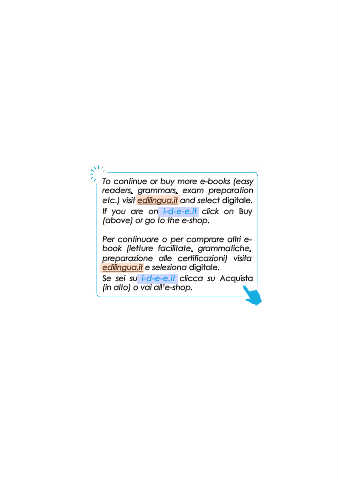 To continue or buy more e-books (easy
readers, grammars, exam preparation
etc.) visit edilingua.it and select digitale.
If you are on i-d-e-e.it click on Buy
(above) or go to the e-shop.
Per continuare o per comprare altri e-
book (letture facilitate, grammatiche,
preparazione alle certificazioni) visita
edilingua.it e seleziona digitale.
Se sei su i-d-e-e.it clicca su Acquista
(in alto) o vai all'e-shop.